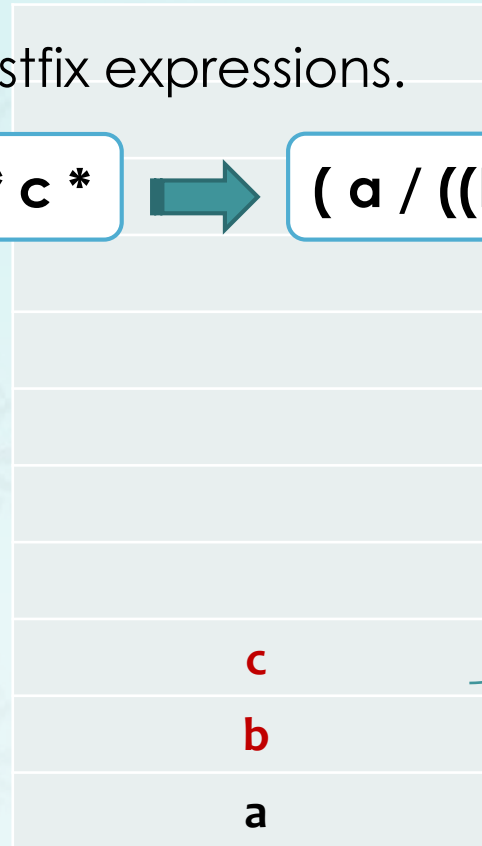 stfix expressions.
c *
( a / ((
c
b
a